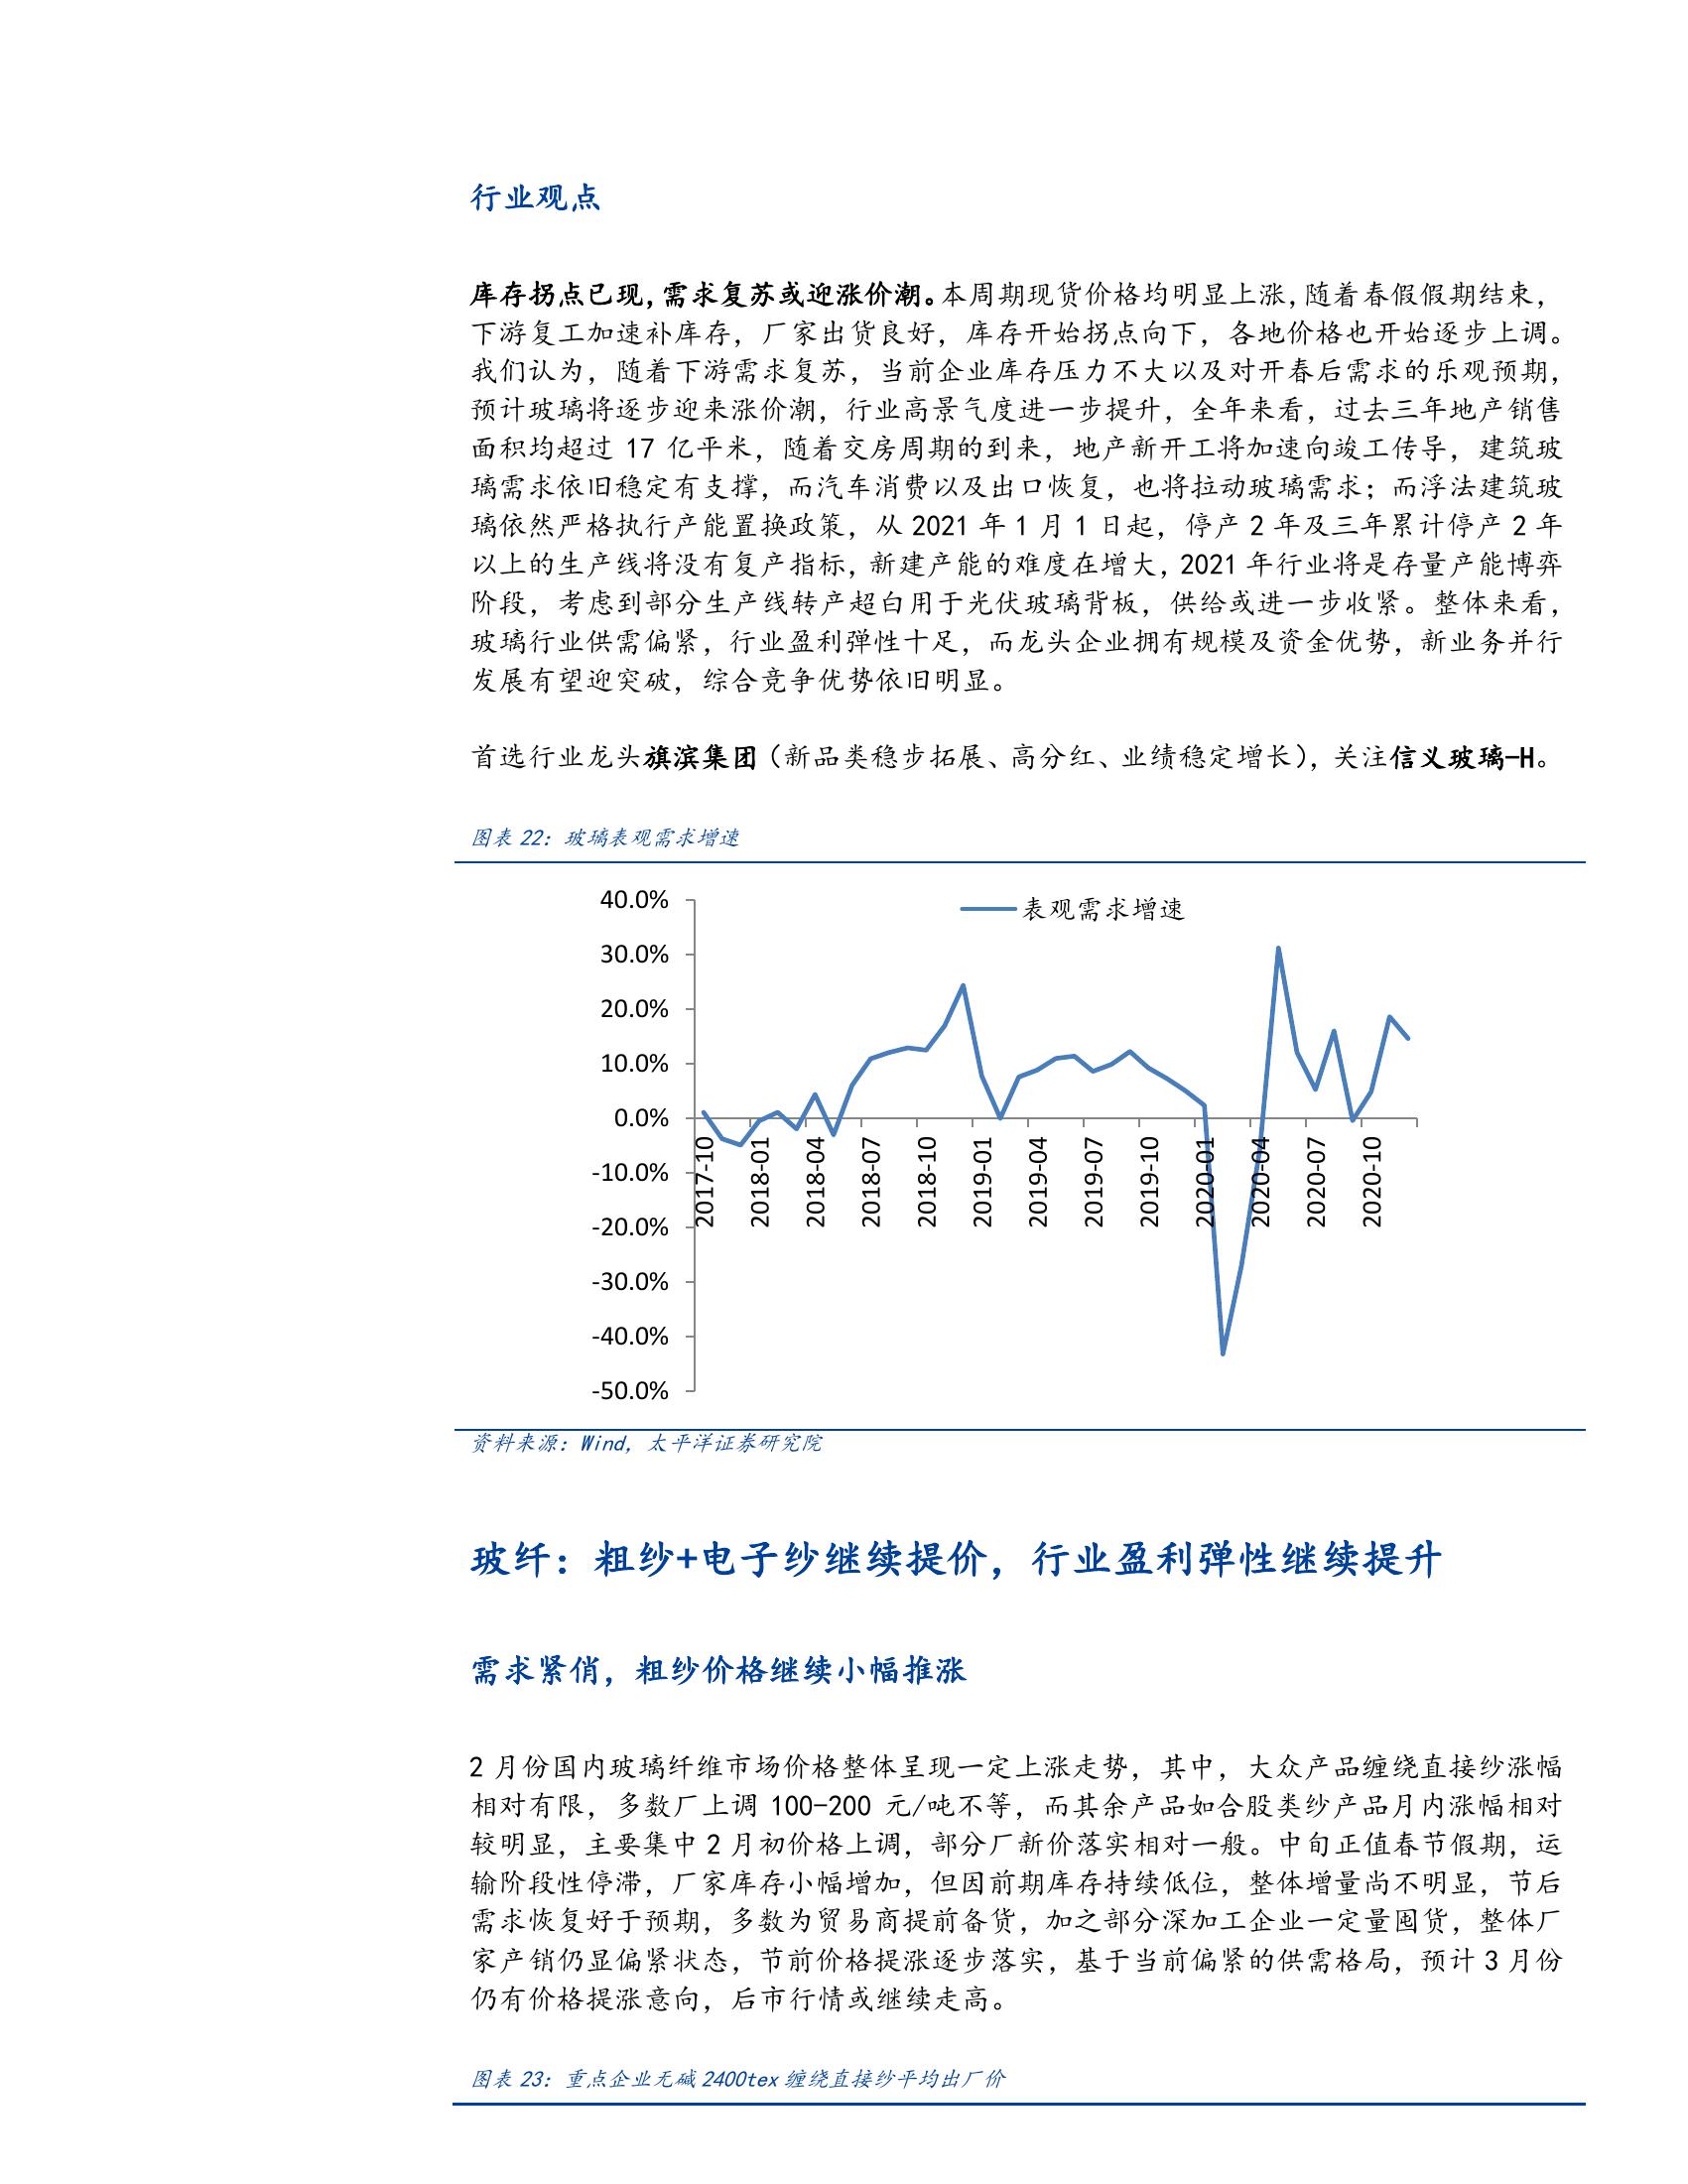 行业观点
库存拐点已现，需求复苏或迎涨价潮。本周期现货价格均明显上涨，随着春假假期结束，
下游复工加速补库存，厂家出货良好，库存开始拐点向下，各地价格也开始逐步上调。
我们认为，随着下游需求复苏，当前企业库存压力不大以及对开春后需求的乐观预期，
预计玻璃将逐步迎来涨价潮，行业高景气度进一步提升，全年来看，过去三年地产销售
面积均超过 17 亿平米，随着交房周期的到来，地产新开工将加速向竣工传导，建筑玻
璃需求依旧稳定有支撑，而汽车消费以及出口恢复，也将拉动玻璃需求；而浮法建筑玻
璃依然严格执行产能置换政策，从 2021 年 1 月 1 日起，停产 2 年及三年累计停产 2 年
以上的生产线将没有复产指标，新建产能的难度在增大，2021 年行业将是存量产能博弈
阶段，考虑到部分生产线转产超白用于光伏玻璃背板，供给或进一步收紧。整体来看，
玻璃行业供需偏紧，行业盈利弹性十足，而龙头企业拥有规模及资金优势，新业务并行
发展有望迎突破，综合竞争优势依旧明显。
首选行业龙头旗滨集团（新品类稳步拓展、高分红、业绩稳定增长），关注信义玻璃-H。
图表 22：玻璃表观需求增速
表观需求增速
40.0%
30.0%
20.0%
10.0%
0.0%
-10.0%
-20.0%
-30.0%
-40.0%
-50.0%
2017-10
2018-01
2018-04
2018-07
2018-10
2019-01
2019-04
2019-07
2019-10
2020-01
2020-04
2020-07
2020-10
资料来源：Wind，太平洋证券研究院
玻纤：粗纱+电子纱继续提价，行业盈利弹性继续提升
需求紧俏，粗纱价格继续小幅推涨
2 月份国内玻璃纤维市场价格整体呈现一定上涨走势，其中，大众产品缠绕直接纱涨幅
相对有限，多数厂上调 100-200 元/吨不等，而其余产品如合股类纱产品月内涨幅相对
较明显，主要集中 2 月初价格上调，部分厂新价落实相对一般。中旬正值春节假期，运
输阶段性停滞，厂家库存小幅增加，但因前期库存持续低位，整体增量尚不明显，节后
需求恢复好于预期，多数为贸易商提前备货，加之部分深加工企业一定量囤货，整体厂
家产销仍显偏紧状态，节前价格提涨逐步落实，基于当前偏紧的供需格局，预计 3 月份
仍有价格提涨意向，后市行情或继续走高。
图表 23：重点企业无碱 2400tex 缠绕直接纱平均出厂价